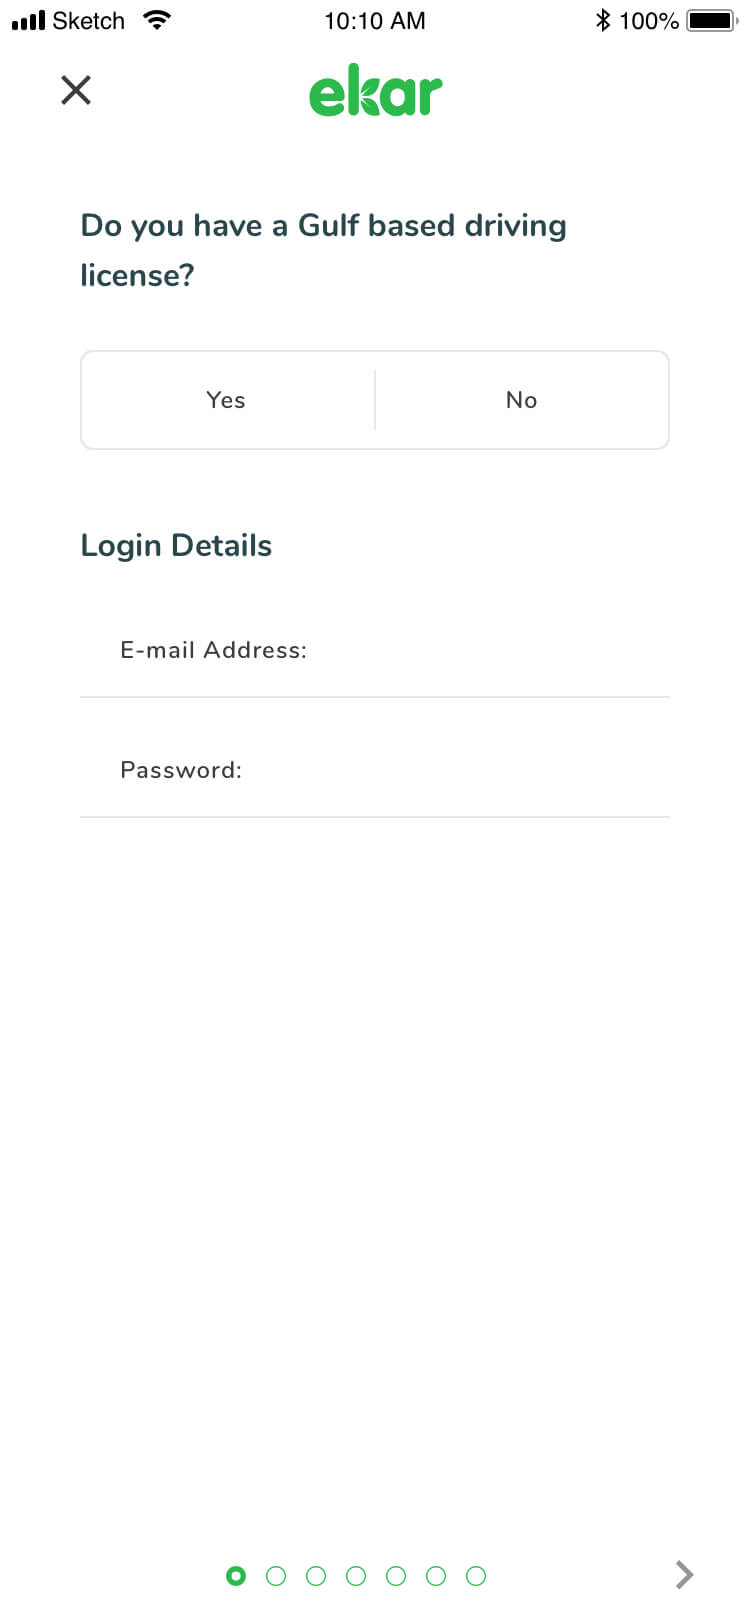 Sketch 10:10 AM 100%
ekar
Do you have a Gulf based driving
license?
Yes No
Login Details
E-mail Address:
Password: